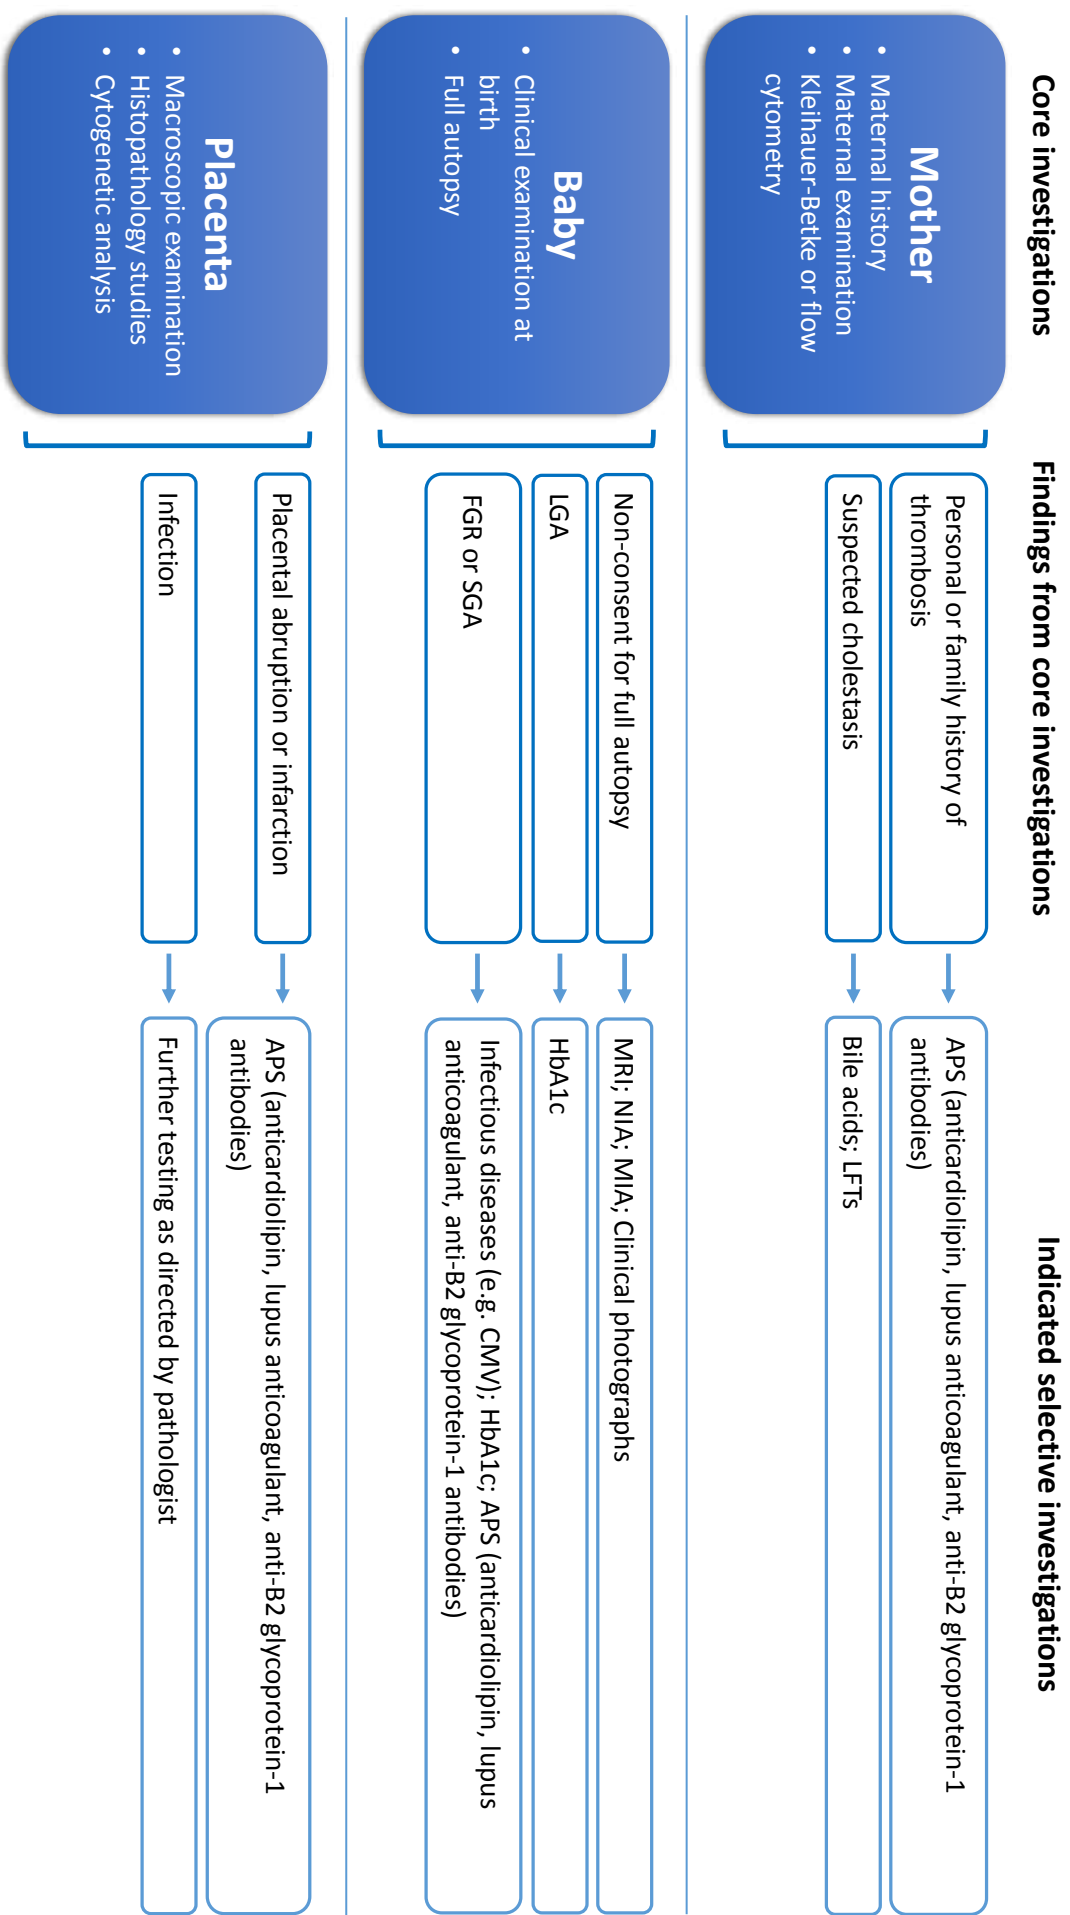 Core investigations
Findings from core investigations
Indicated selective investigations
Mother
• Maternal history
• Maternal examination
• Kleihauer-Betke or flow
cytometry
Personal or family history of
thrombosis
APS (anticardiolipin, lupus anticoagulant, anti-B2 glycoprotein-1
antibodies)
Suspected cholestasis
Bile acids; LFTs
Baby
• Clinical examination at
birth
• Full autopsy
Non-consent for full autopsy
MRI; NIA; MIA; Clinical photographs
LGA
HbA1c
FGR or SGA
Infectious diseases (e.g. CMV); HbA1c; APS (anticardiolipin, lupus
anticoagulant, anti-B2 glycoprotein-1 antibodies)
Placenta
• Macroscopic examination
• Histopathology studies
• Cytogenetic analysis
Placental abruption or infarction
APS (anticardiolipin, lupus anticoagulant, anti-B2 glycoprotein-1
antibodies)
Infection
Further testing as directed by pathologist